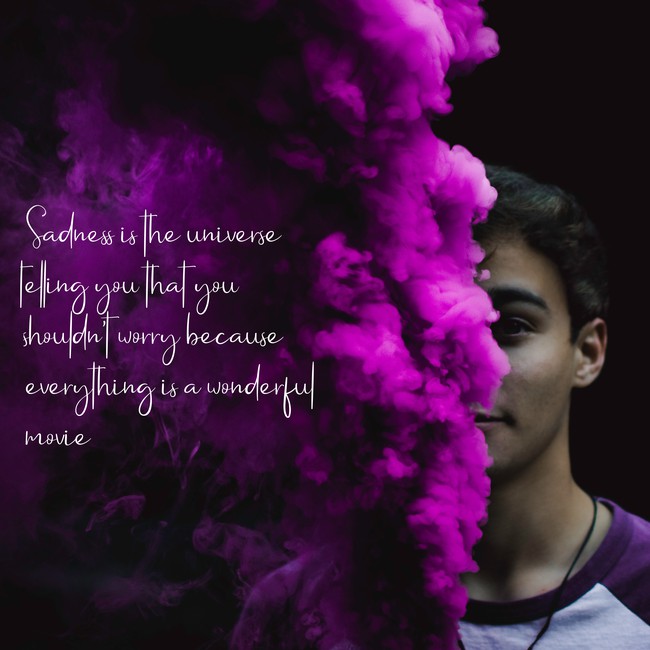 Sadness is the universe
telling you that you
shouldn't worry because
everything is a wonderful
movie